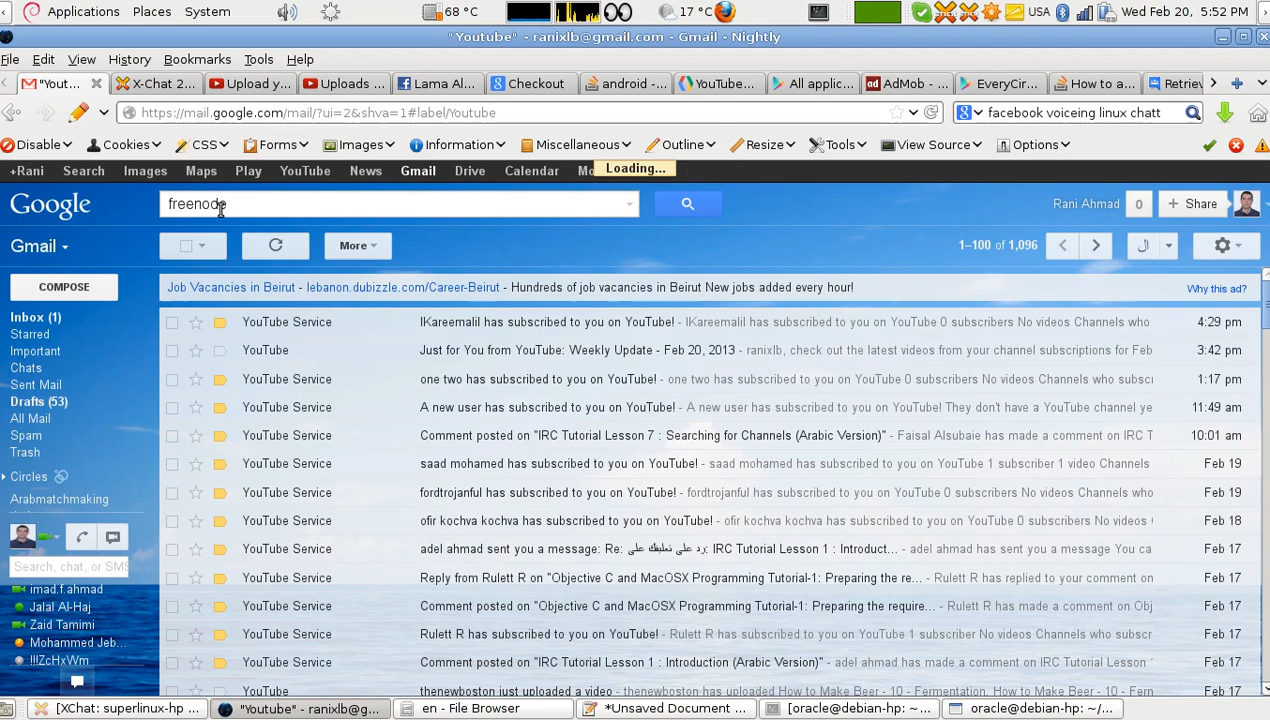 Applications Places System 68 °C 17 °C USA Wed Feb 20, 5:52 PM
"Youtube" - ranixlb@gmail.com - Gmail - Nightly
File Edit View History Bookmarks Tools Help
"Yout... X-Chat 2... Upload y... Uploads ... Lama Al... Checkout android -... YouTube... All applic... AdMob -... EveryCir... How to a... Retriev
https://mail.google.com/mail/?ui=2&shva=1#label/Youtube facebook voiceing linux chatt
Disable Cookies CSS Forms Images Information Miscellaneous Outline Resize Tools View Source Options
+Rani Search Images Maps Play YouTube News Gmail Drive Calendar Mo Loading...
Google freenode Rani Ahmad 0 + Share
Gmail More 1–100 of 1,096 ال
COMPOSE Job Vacancies in Beirut - lebanon.dubizzle.com/Career-Beirut - Hundreds of job vacancies in Beirut New jobs added every hour! Why this ad?
Inbox (1)
Starred
Important
Chats
Sent Mail
Drafts (53)
All Mail
Spam
Trash
Circles
Arabmatchmaking
Search, chat, or SMS
imad.f.ahmad
Jalal Al-Haj
Zaid Tamimi
Mohammed Jeb...
!!!ZcHxWm
YouTube Service IKareemalil has subscribed to you on YouTube! - IKareemalil has subscribed to you on YouTube 0 subscribers No videos Channels who 4:29 pm
YouTube Just for You from YouTube: Weekly Update - Feb 20, 2013 - ranixlb, check out the latest videos from your channel subscriptions for Feb 3:42 pm
YouTube Service one two has subscribed to you on YouTube! - one two has subscribed to you on YouTube 0 subscribers No videos Channels who subsc 1:17 pm
YouTube Service A new user has subscribed to you on YouTube! - A new user has subscribed to you on YouTube! They don't have a YouTube channel ye 11:49 am
YouTube Service Comment posted on "IRC Tutorial Lesson 7 : Searching for Channels (Arabic Version)" - Faisal Alsubaie has made a comment on IRC T 10:01 am
YouTube Service saad mohamed has subscribed to you on YouTube! - saad mohamed has subscribed to you on YouTube 1 subscriber 1 video Channels Feb 19
YouTube Service fordtrojanful has subscribed to you on YouTube! - fordtrojanful has subscribed to you on YouTube 0 subscribers No videos Channels Feb 19
YouTube Service ofir kochva kochva has subscribed to you on YouTube! - ofir kochva kochva has subscribed to you on YouTube 0 subscribers No videos Feb 18
YouTube Service adel ahmad sent you a message: Re: رد على تعليقك على: IRC Tutorial Lesson 1 : Introduct... - adel ahmad has sent you a message You ca Feb 17
YouTube Service Reply from Rulett R on "Objective C and MacOSX Programming Tutorial-1: Preparing the re... - Rulett R has replied to your comment on Feb 17
YouTube Service Comment posted on "Objective C and MacOSX Programming Tutorial-1: Preparing the require... - Rulett R has made a comment on Obj Feb 17
YouTube Service Rulett R has subscribed to you on YouTube! - Rulett R has subscribed to you on YouTube 1 subscriber No videos Channels who subscr Feb 17
YouTube Service Comment posted on "IRC Tutorial Lesson 1 : Introduction (Arabic Version)" - adel ahmad has made a comment on IRC Tutorial Lesson 1 Feb 17
YouTube thenewboston just uploaded a video - thenewboston has uploaded How to Make Beer - 10 - Fermentation, How to Make Beer - 9 - Feb 17
[XChat: superlinux-hp ... "Youtube" - ranixlb@g... en - File Browser *Unsaved Document ... [oracle@debian-hp: ~... oracle@debian-hp: ~/...